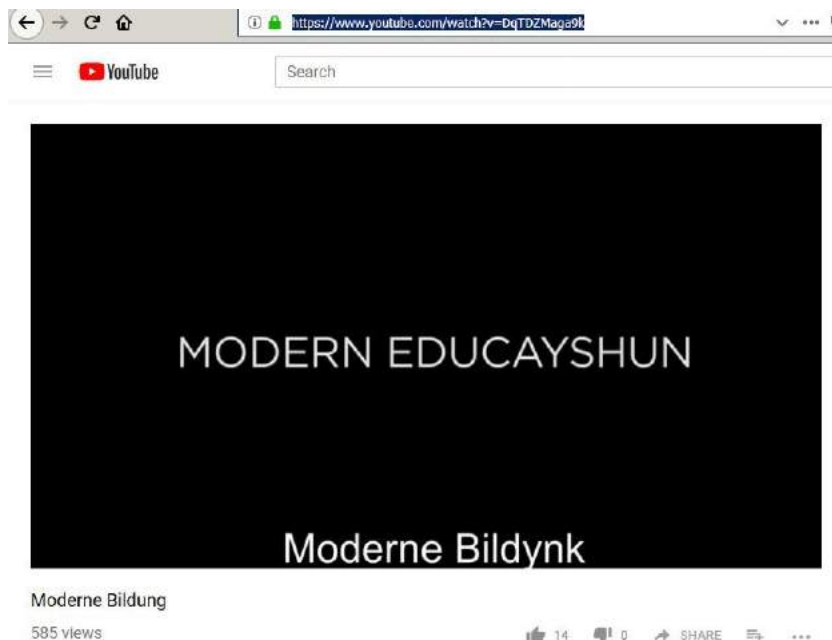 https://www.youtube.com/watch?v=DqTDZMaga9k
YouTube
Search
MODERN EDUCAYSHUN
Moderne Bildynk
Moderne Bildung
585 views
14
0
SHARE